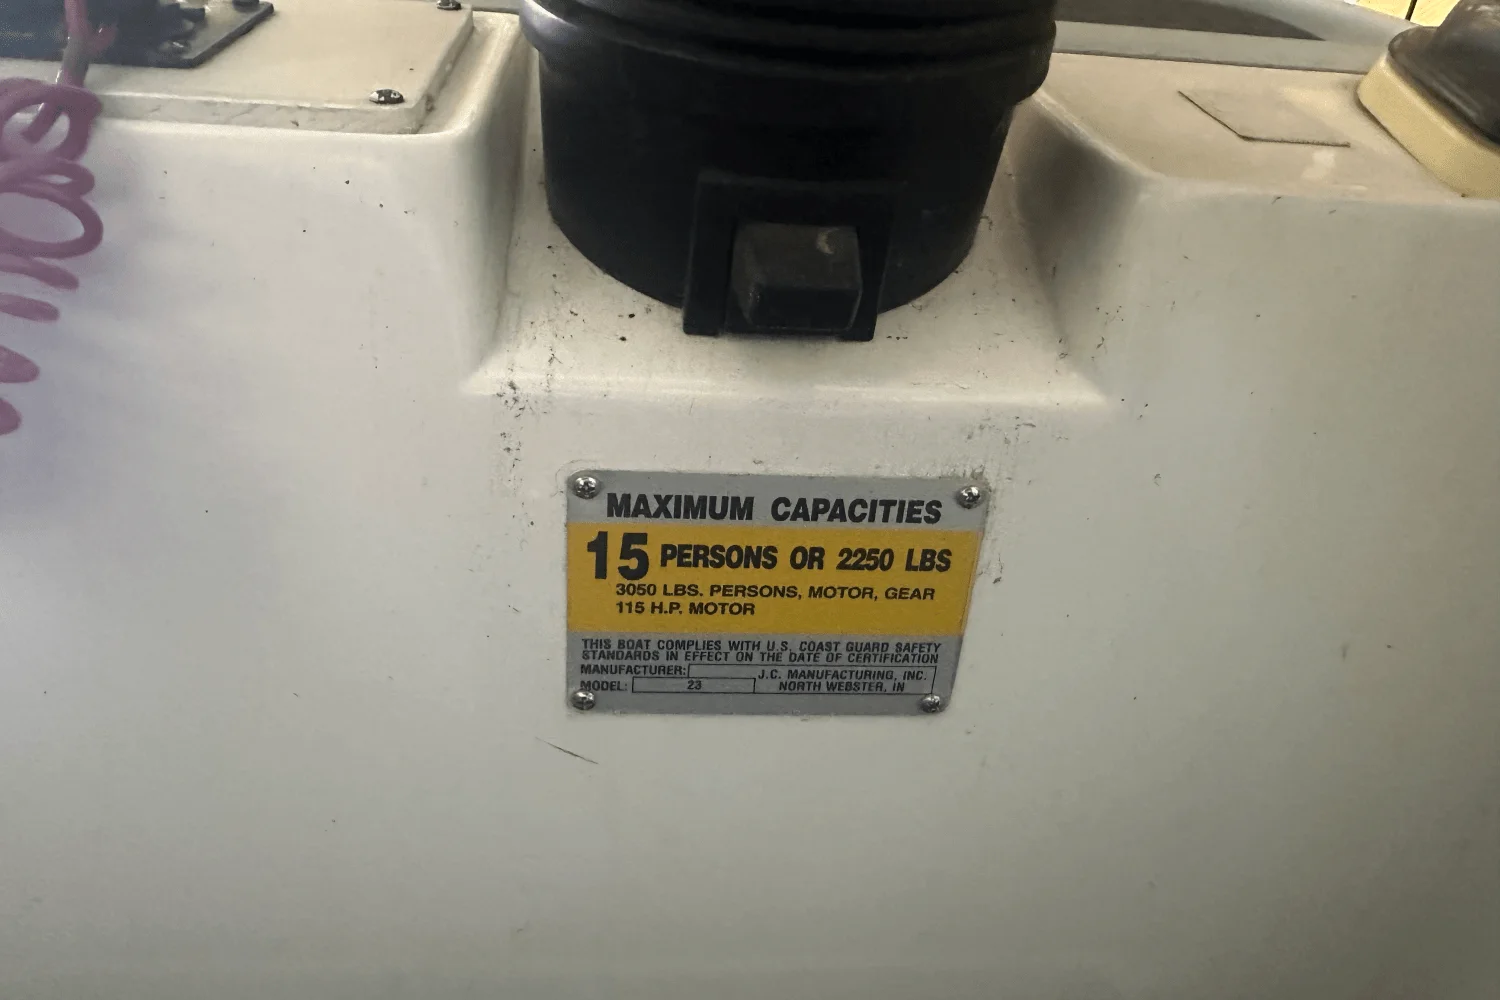 MAXIMUM CAPACITIES
15 PERSONS OR 2250 LBS
3050 LBS. PERSONS, MOTOR, GEAR
115 H.P. MOTOR
THIS BOAT COMPLIES WITH U.S. COAST GUARD SAFETY
STANDARDS IN EFFECT ON THE DATE OF CERTIFICATION
MANUFACTURER: J.C. MANUFACTURING, INC.
MODEL: 23 NORTH WEBSTER, IN